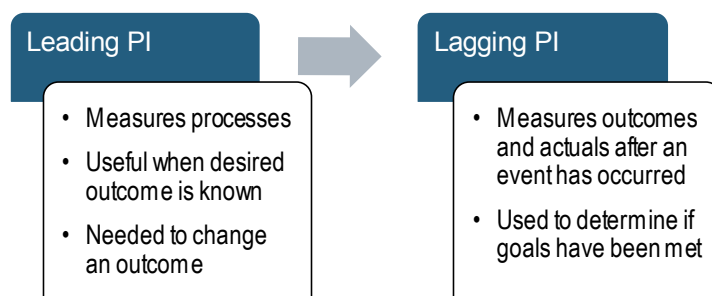 Leading PI
• Measures processes
• Useful when desired
outcome is known
• Needed to change
an outcome
Lagging PI
• Measures outcomes
and actuals after an
event has occurred
• Used to determine if
goals have been met